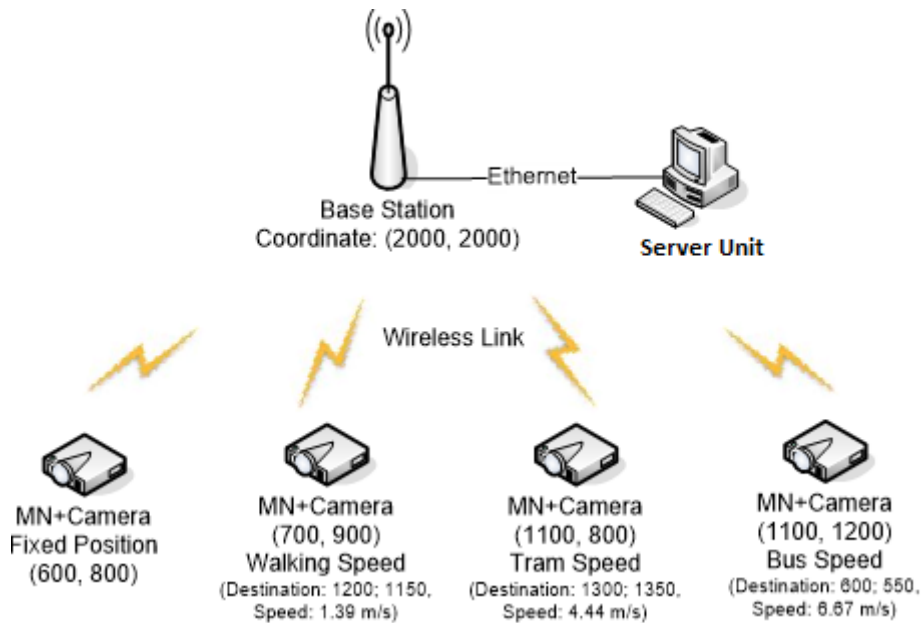 Ethernet
Base Station
Coordinate: (2000, 2000)
Server Unit
Wireless Link
MN+Camera
Fixed Position
(600, 800)
MN+Camera
(700, 900)
Walking Speed
(Destination: 1200; 1150,
Speed: 1.39 m/s)
MN+Camera
(1100, 800)
Tram Speed
(Destination: 1300; 1350,
Speed: 4.44 m/s)
MN+Camera
(1100, 1200)
Bus Speed
(Destination: 600; 550,
Speed: 6.67 m/s)